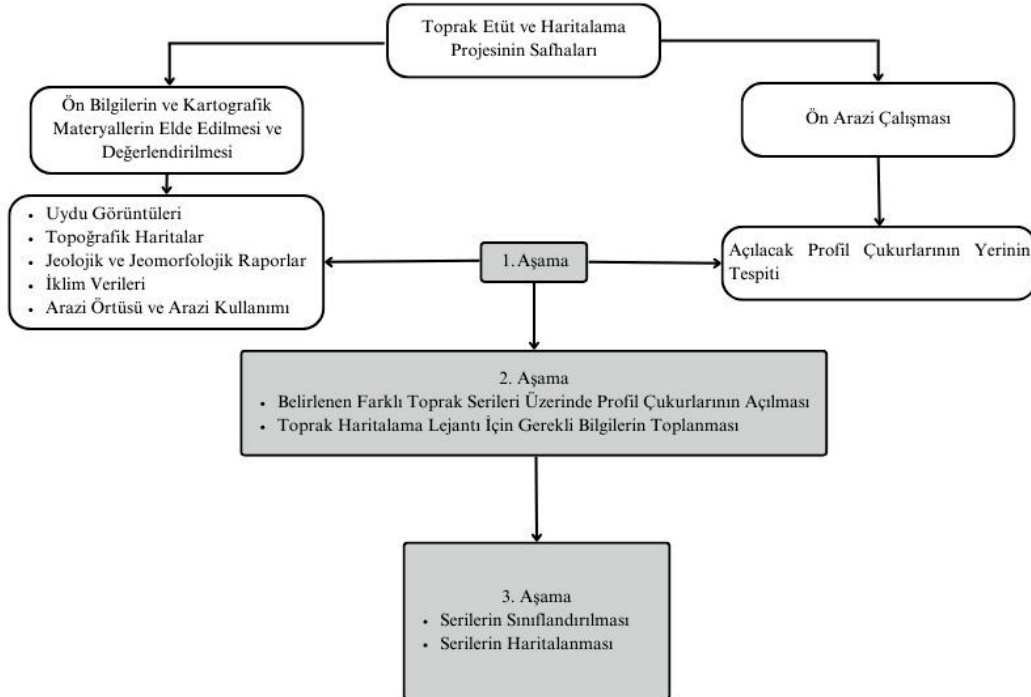 Toprak Etüt ve Haritalama
Projesinin Safhaları
Ön Bilgilerin ve Kartografik
Materyallerin Elde Edilmesi ve
Değerlendirilmesi
Ön Arazi Çalışması
• Uydu Görüntüleri
• Topoğrafik Haritalar
• Jeolojik ve Jeomorfolojik Raporlar
• İklim Verileri
• Arazi Örtüsü ve Arazi Kullanımı
1. Aşama
Açılacak Profil Çukurlarının Yerinin
Tespiti
2. Aşama
• Belirlenen Farklı Toprak Serileri Üzerinde Profil Çukurlarının Açılması
• Toprak Haritalama Lejantı İçin Gerekli Bilgilerin Toplanması
3. Aşama
• Serilerin Sınıflandırılması
• Serilerin Haritalanması